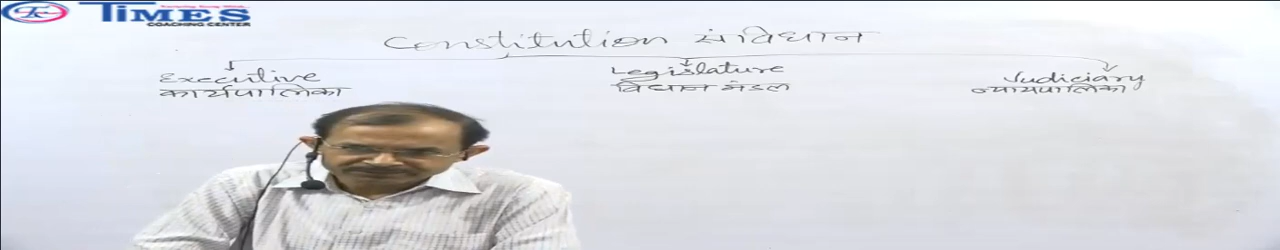 TIMES
COACHING CENTER
Constitution संविधान
Executive Legislature Judiciary
कार्यपालिका विधान मंडल न्यायपालिका